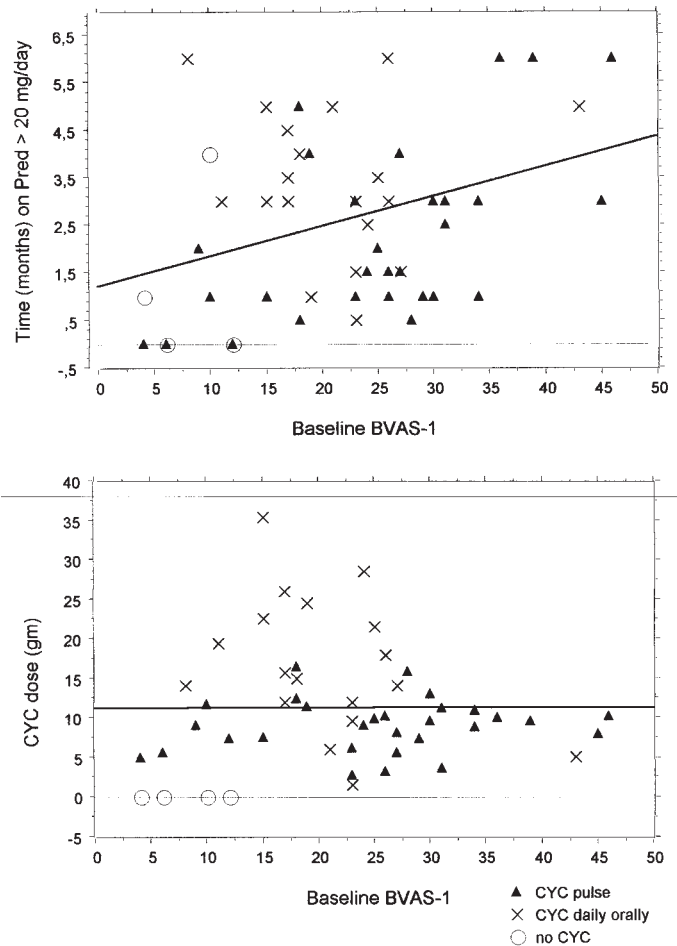 Time (months) on Pred > 20 mg/day
6,5
5,5
4,5
3,5
2,5
1,5
,5
-,5
0 5 10 15 20 25 30 35 40 45 50
Baseline BVAS-1
CYC dose (gm)
40
35
30
25
20
15
10
5
0
-5
0 5 10 15 20 25 30 35 40 45 50
Baseline BVAS-1
CYC pulse
CYC daily orally
no CYC